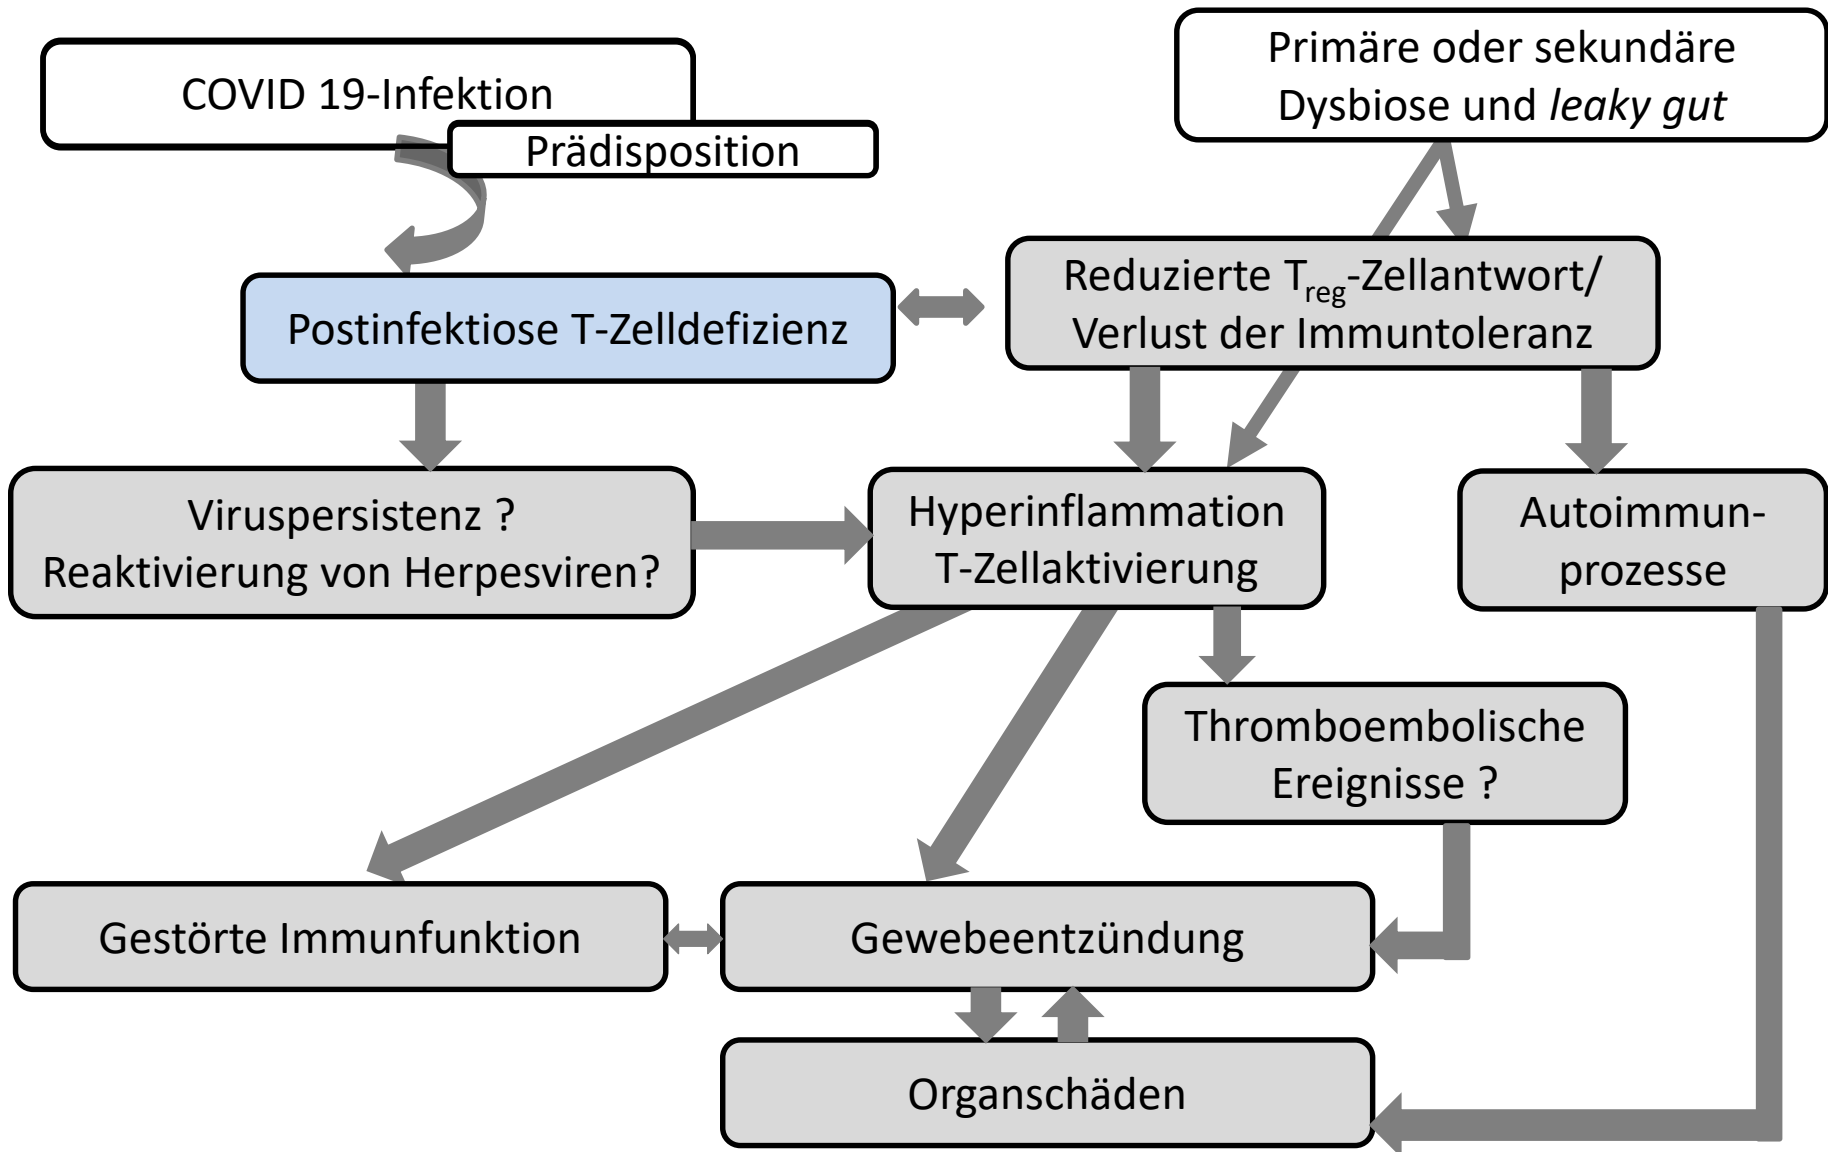 COVID 19-Infektion
Prädisposition
Primäre oder sekundäre
Dysbiose und leaky gut
Postinfektiose T-Zelldefizienz
Reduzierte Treg-Zellantwort/
Verlust der Immuntoleranz
Viruspersistenz ?
Reaktivierung von Herpesviren?
Hyperinflammation
T-Zellaktivierung
Autoimmun-
prozesse
Thromboembolische
Ereignisse ?
Gestörte Immunfunktion
Gewebeentzündung
Organschäden